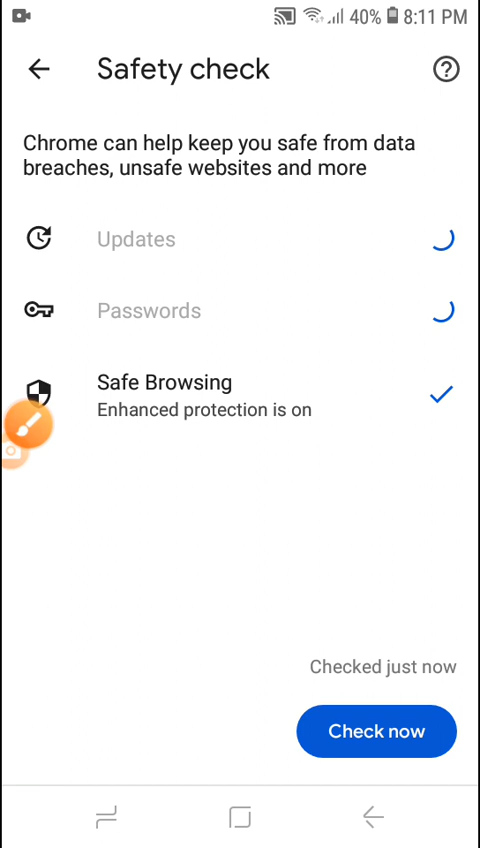 40% 8:11 PM
Safety check
Chrome can help keep you safe from data
breaches, unsafe websites and more
Updates
Passwords
Safe Browsing
Enhanced protection is on
Checked just now
Check now